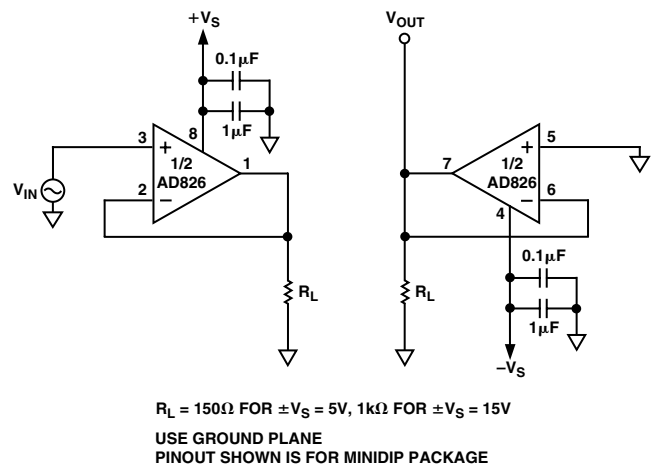 +VS
VOUT
0.1µF
1µF
3
8
+
1/2
AD826
1
2
−
VIN
RL
5
+
7
1/2
AD826
6
−
4
0.1µF
1µF
RL
−VS
RL = 150Ω FOR ±VS = 5V, 1kΩ FOR ±VS = 15V
USE GROUND PLANE
PINOUT SHOWN IS FOR MINIDIP PACKAGE